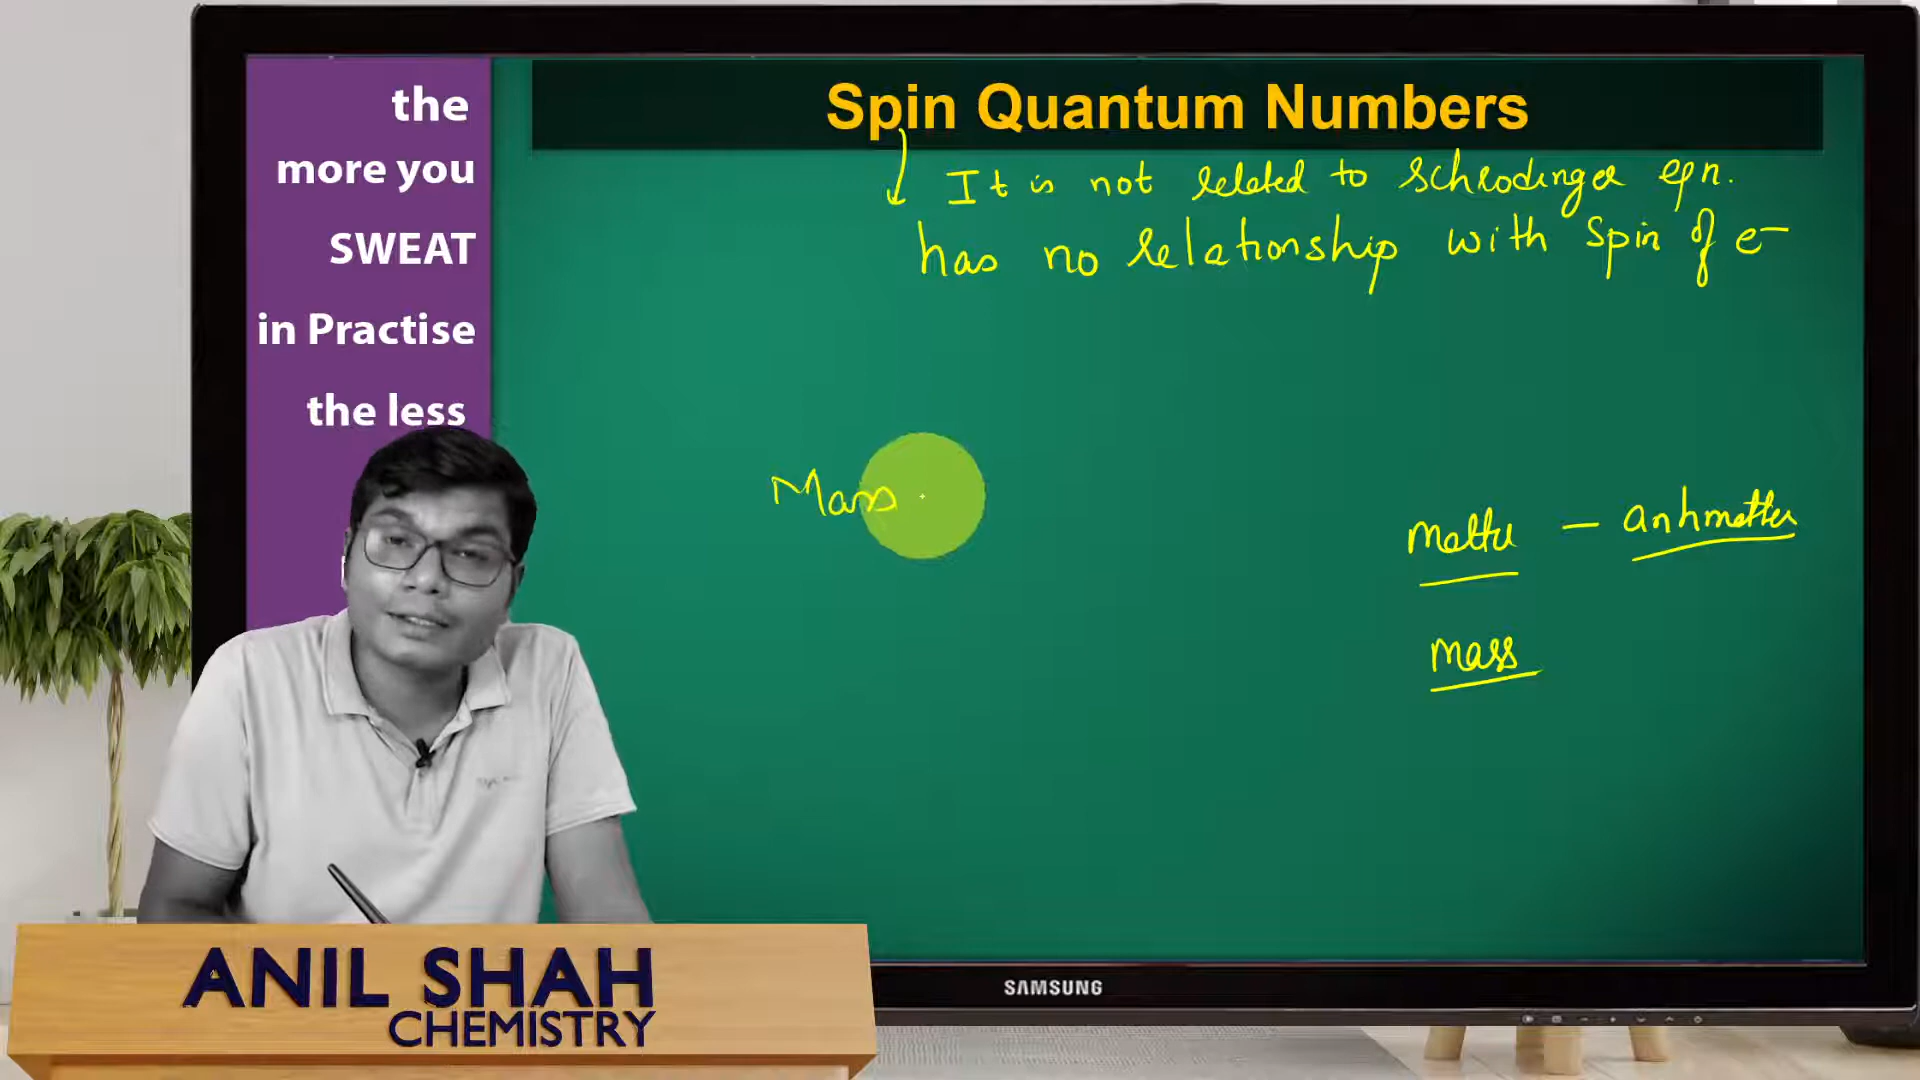 the
more you
SWEAT
in Practise
the less
Spin Quantum Numbers
It is not related to Schrodinger eqn.
has no relationship with spin of e−
Mass
matter — antimatter
mass
ANIL SHAH
CHEMISTRY
SAMSUNG